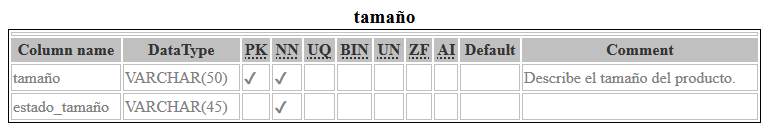 tamaño
Column name DataType PK NN UQ BIN UN ZF AI Default Comment
tamaño VARCHAR(50) ✔ ✔ Describe el tamaño del producto.
estado_tamaño VARCHAR(45) ✔